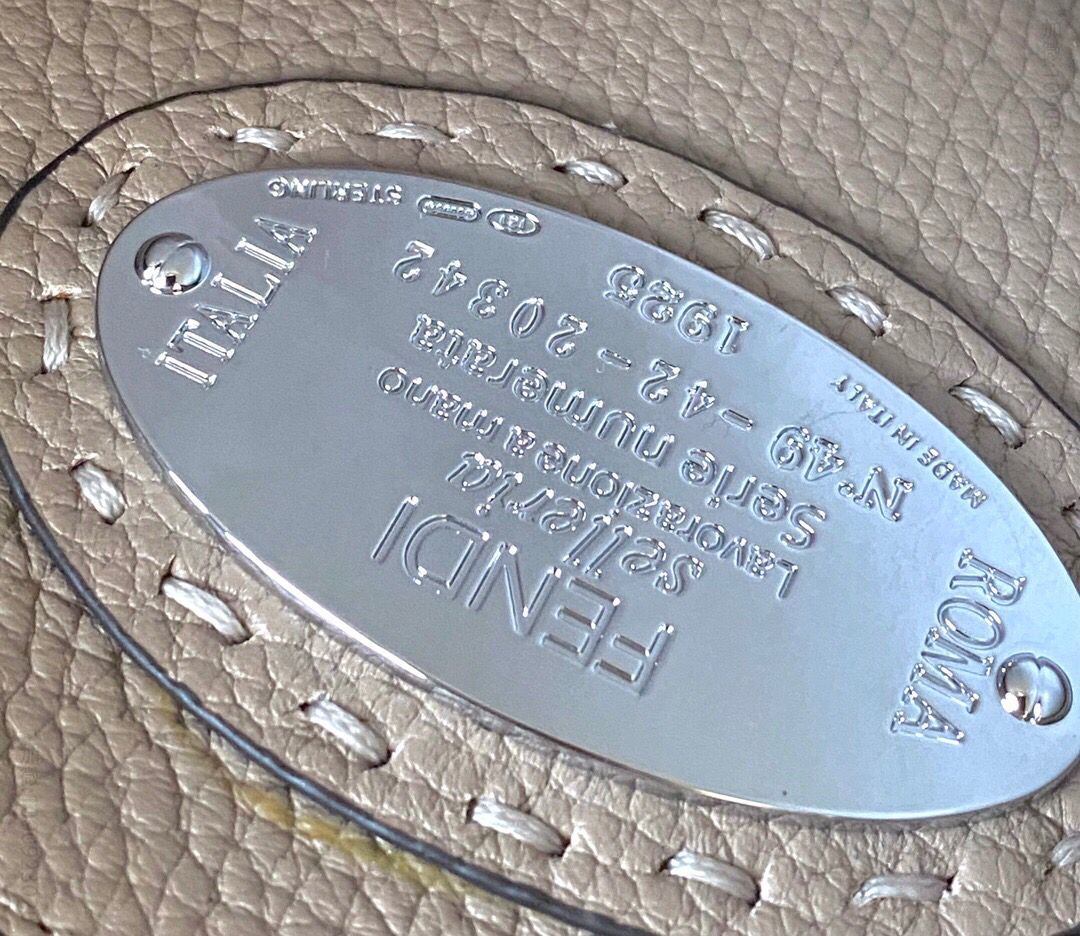 FENDI
selleria
Lavorazione a mano
Serie numerata
N° 49 - 42 - 20342
1925
ROMA
ITALIA
MADE IN ITALY
STERLING